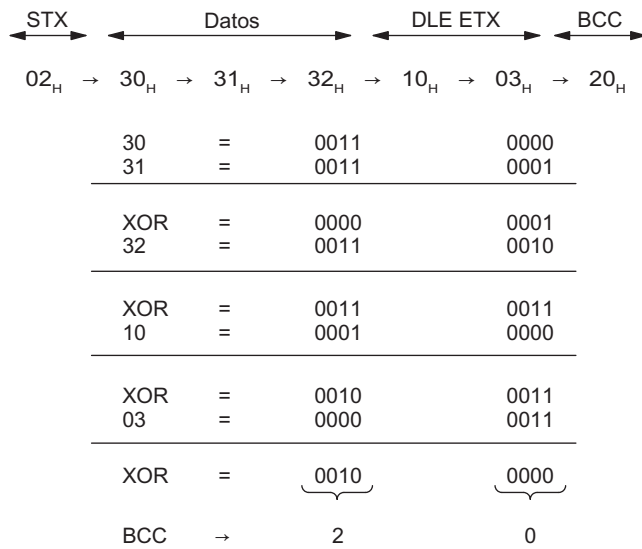 STX Datos DLE ETX BCC
02H → 30H → 31H → 32H → 10H → 03H → 20H
30 = 0011 0000
31 = 0011 0001
XOR = 0000 0001
32 = 0011 0010
XOR = 0011 0011
10 = 0001 0000
XOR = 0010 0011
03 = 0000 0011
XOR = 0010 0000
BCC → 2 0